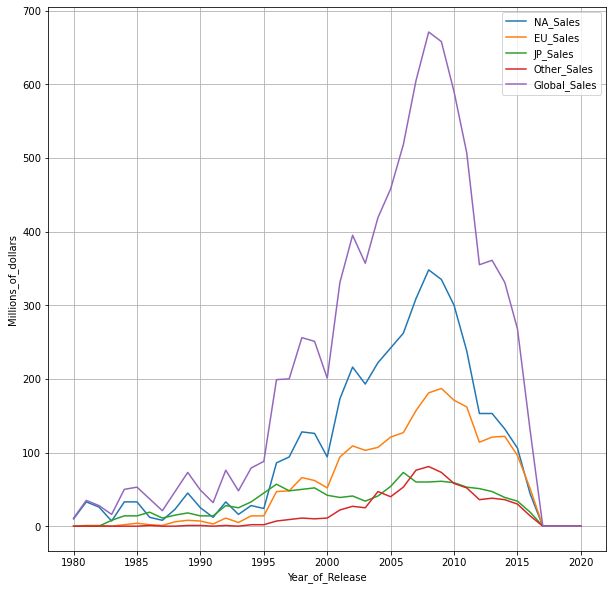 700
600
500
400
300
200
100
0
Millions_of_dollars
1980
1985
1990
1995
2000
2005
2010
2015
2020
Year_of_Release
NA_Sales
EU_Sales
JP_Sales
Other_Sales
Global_Sales